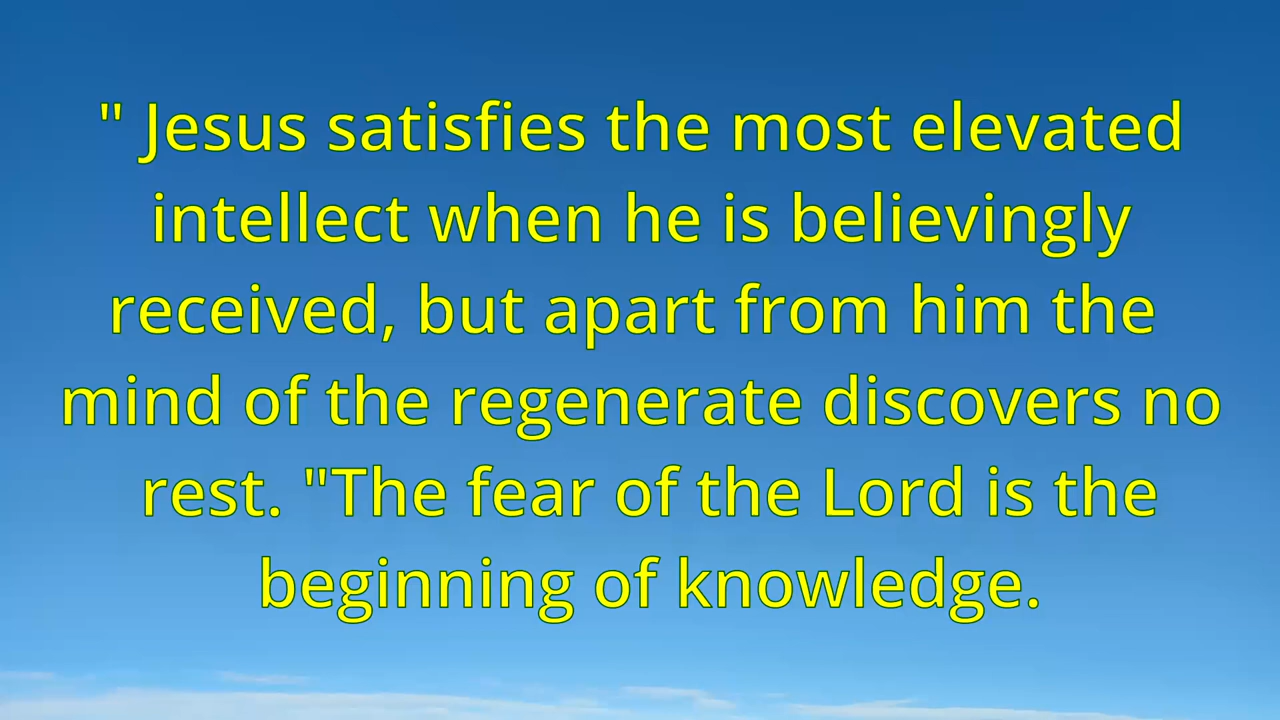 " Jesus satisfies the most elevated
intellect when he is believingly
received, but apart from him the
mind of the regenerate discovers no
rest. "The fear of the Lord is the
beginning of knowledge.